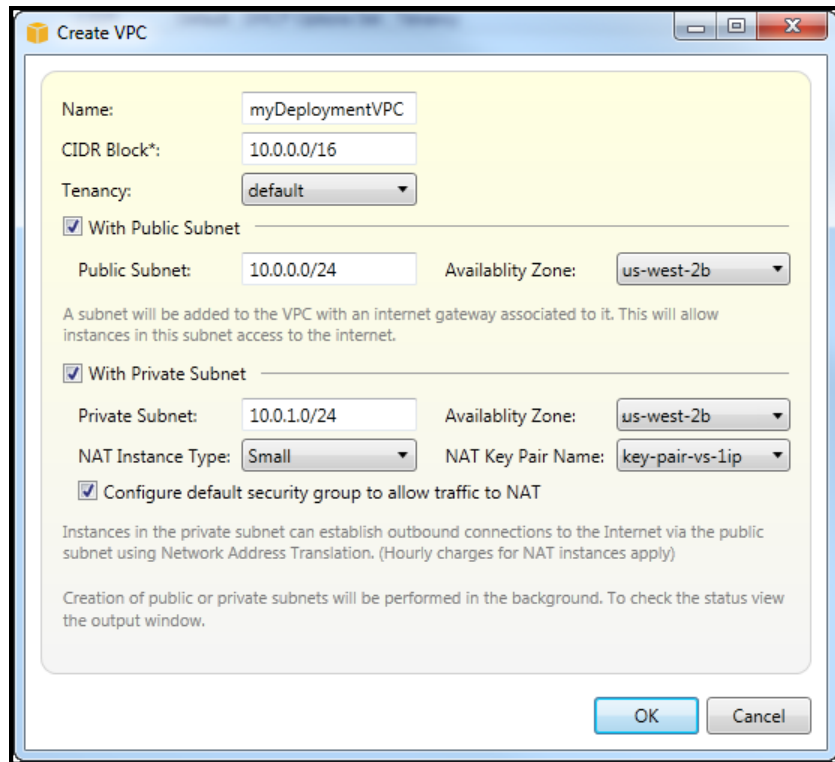 Create VPC
Name: myDeploymentVPC
CIDR Block*: 10.0.0.0/16
Tenancy: default
With Public Subnet
Public Subnet: 10.0.0.0/24 Availablity Zone: us-west-2b
A subnet will be added to the VPC with an internet gateway associated to it. This will allow
instances in this subnet access to the internet.
With Private Subnet
Private Subnet: 10.0.1.0/24 Availablity Zone: us-west-2b
NAT Instance Type: Small NAT Key Pair Name: key-pair-vs-1ip
Configure default security group to allow traffic to NAT
Instances in the private subnet can establish outbound connections to the Internet via the public
subnet using Network Address Translation. (Hourly charges for NAT instances apply)
Creation of public or private subnets will be performed in the background. To check the status view
the output window.
OK Cancel